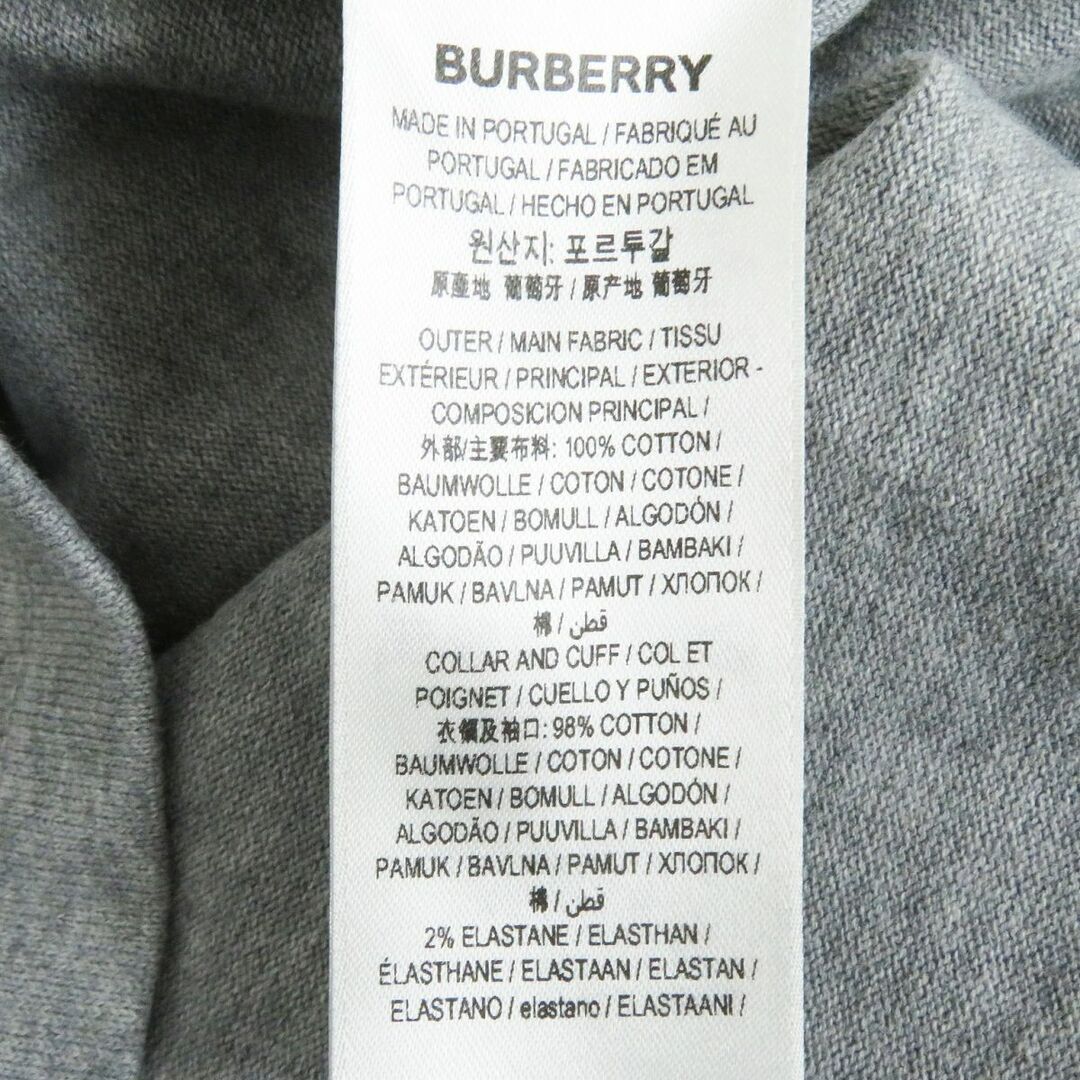 BURBERRY
MADE IN PORTUGAL / FABRIQUÉ AU
PORTUGAL / FABRICADO EM
PORTUGAL / HECHO EN PORTUGAL
원산지: 포르투갈
原產地 葡萄牙 / 原产地 葡萄牙
OUTER / MAIN FABRIC / TISSU
EXTÉRIEUR / PRINCIPAL / EXTERIOR -
COMPOSICION PRINCIPAL /
外部/主要布料: 100% COTTON /
BAUMWOLLE / COTON / COTONE /
KATOEN / BOMULL / ALGODÓN /
ALGODÃO / PUUVILLA / BAMBAKI /
PAMUK / BAVLNA / PAMUT / ХЛОПОК /
棉 / قطن
COLLAR AND CUFF / COL ET
POIGNET / CUELLO Y PUÑOS /
衣領及袖口: 98% COTTON /
BAUMWOLLE / COTON / COTONE /
KATOEN / BOMULL / ALGODÓN /
ALGODÃO / PUUVILLA / BAMBAKI /
PAMUK / BAVLNA / PAMUT / ХЛОПОК /
棉 / قطن
2% ELASTANE / ELASTHAN /
ÉLASTHANE / ELASTAAN / ELASTAN /
ELASTANO / elastano / ELASTAANI /